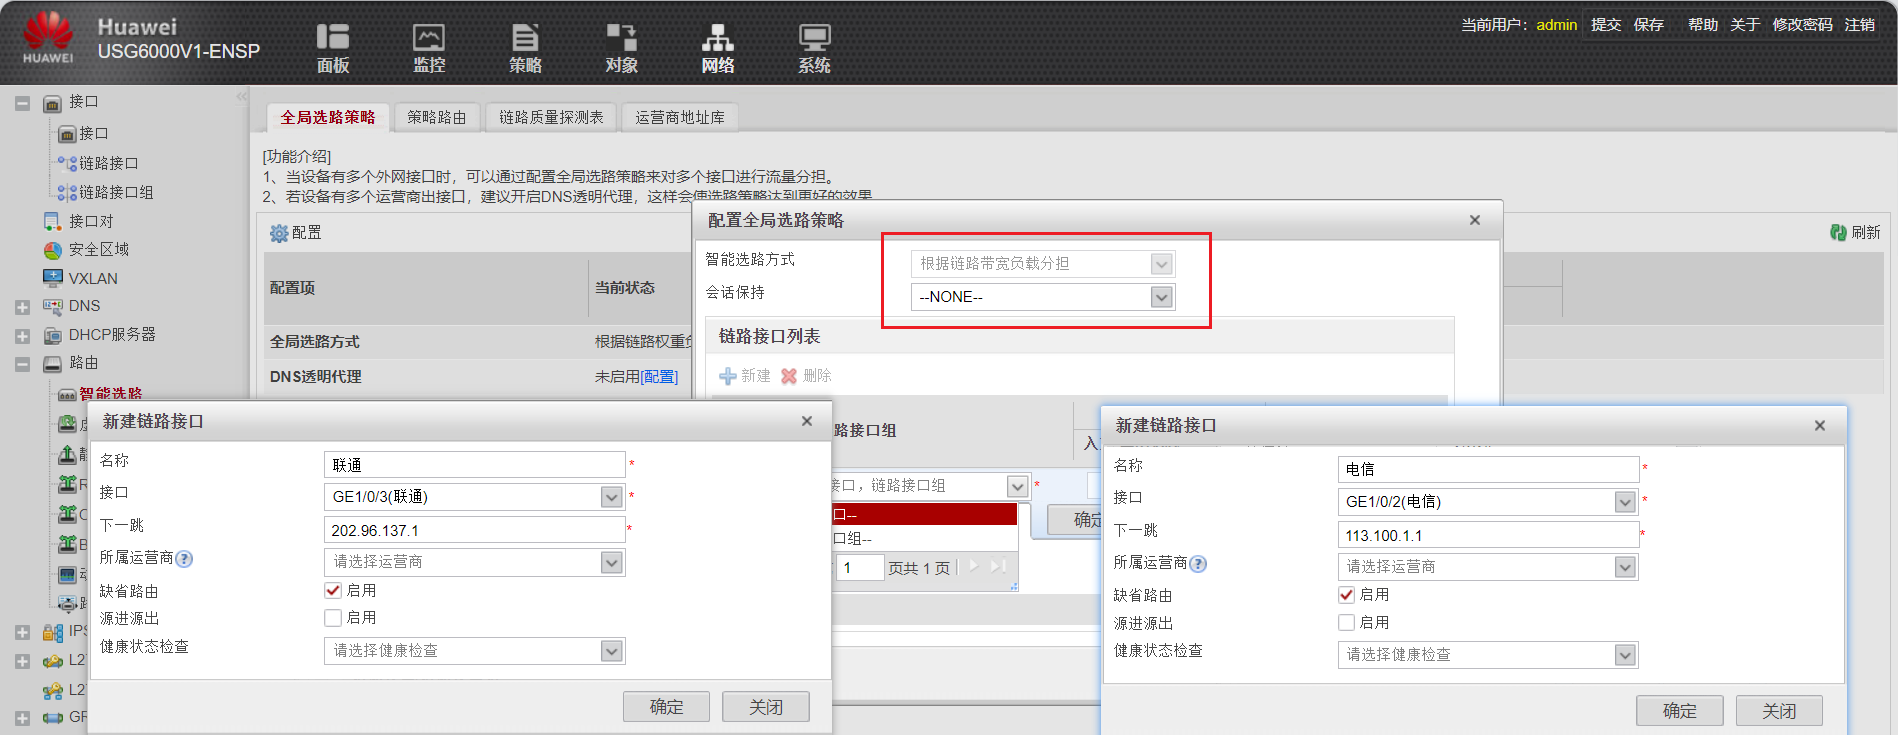 Huawei
USG6000V1-ENSP
HUAWEI
面板
监控
策略
对象
网络
系统
当前用户：admin 提交 保存 帮助 关于 修改密码 注销
接口
接口
链路接口
链路接口组
接口对
安全区域
VXLAN
DNS
DHCP服务器
路由
智能选路
IPS
L2
L2
GR
全局选路策略
策略路由
链路质量探测表
运营商地址库
[功能介绍]
1、当设备有多个外网接口时，可以通过配置全局选路策略来对多个接口进行流量分担。
2、若设备有多个运营商出接口，建议开启DNS透明代理，这样会使选路策略达到更好的效果
配置
刷新
配置项
当前状态
全局选路方式
根据链路权重负
DNS透明代理
未启用[配置]
配置全局选路策略
智能选路方式
根据链路带宽负载分担
会话保持
--NONE--
链路接口列表
新建
删除
路接口组
入
接口，链路接口组 *
口--
口组--
确定
1 页共 1 页
新建链路接口
名称
联通 *
接口
GE1/0/3(联通) *
下一跳
202.96.137.1 *
所属运营商
请选择运营商
缺省路由
启用
源进源出
启用
健康状态检查
请选择健康检查
确定
关闭
新建链路接口
名称
电信 *
接口
GE1/0/2(电信) *
下一跳
113.100.1.1 *
所属运营商
请选择运营商
缺省路由
启用
源进源出
启用
健康状态检查
请选择健康检查
确定
关闭